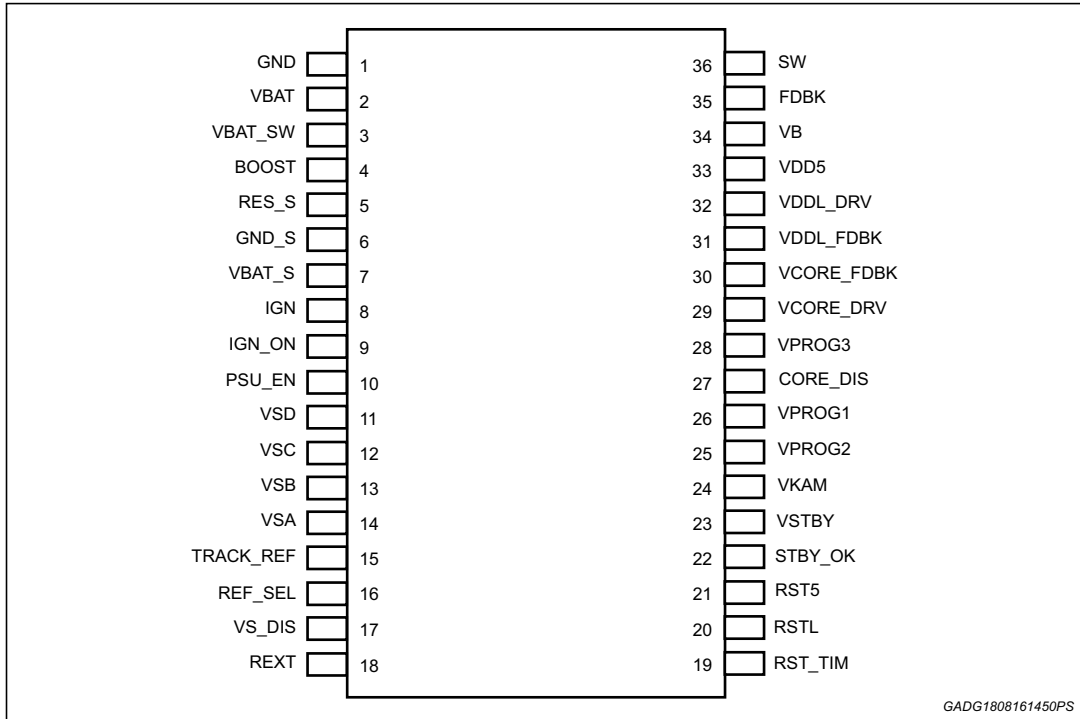 GND 1 36 SW
VBAT 2 35 FDBK
VBAT_SW 3 34 VB
BOOST 4 33 VDD5
RES_S 5 32 VDDL_DRV
GND_S 6 31 VDDL_FDBK
VBAT_S 7 30 VCORE_FDBK
IGN 8 29 VCORE_DRV
IGN_ON 9 28 VPROG3
PSU_EN 10 27 CORE_DIS
VSD 11 26 VPROG1
VSC 12 25 VPROG2
VSB 13 24 VKAM
VSA 14 23 VSTBY
TRACK_REF 15 22 STBY_OK
REF_SEL 16 21 RST5
VS_DIS 17 20 RSTL
REXT 18 19 RST_TIM
GADG1808161450PS